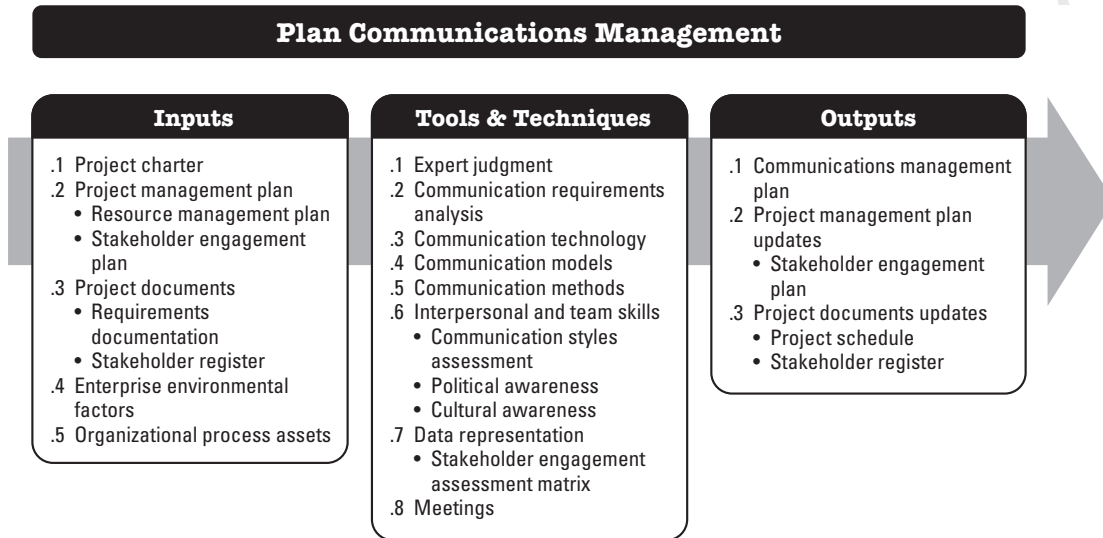 Plan Communications Management
Inputs
.1 Project charter
.2 Project management plan
• Resource management plan
• Stakeholder engagement
plan
.3 Project documents
• Requirements
documentation
• Stakeholder register
.4 Enterprise environmental
factors
.5 Organizational process assets
Tools & Techniques
.1 Expert judgment
.2 Communication requirements
analysis
.3 Communication technology
.4 Communication models
.5 Communication methods
.6 Interpersonal and team skills
• Communication styles
assessment
• Political awareness
• Cultural awareness
.7 Data representation
• Stakeholder engagement
assessment matrix
.8 Meetings
Outputs
.1 Communications management
plan
.2 Project management plan
updates
• Stakeholder engagement
plan
.3 Project documents updates
• Project schedule
• Stakeholder register